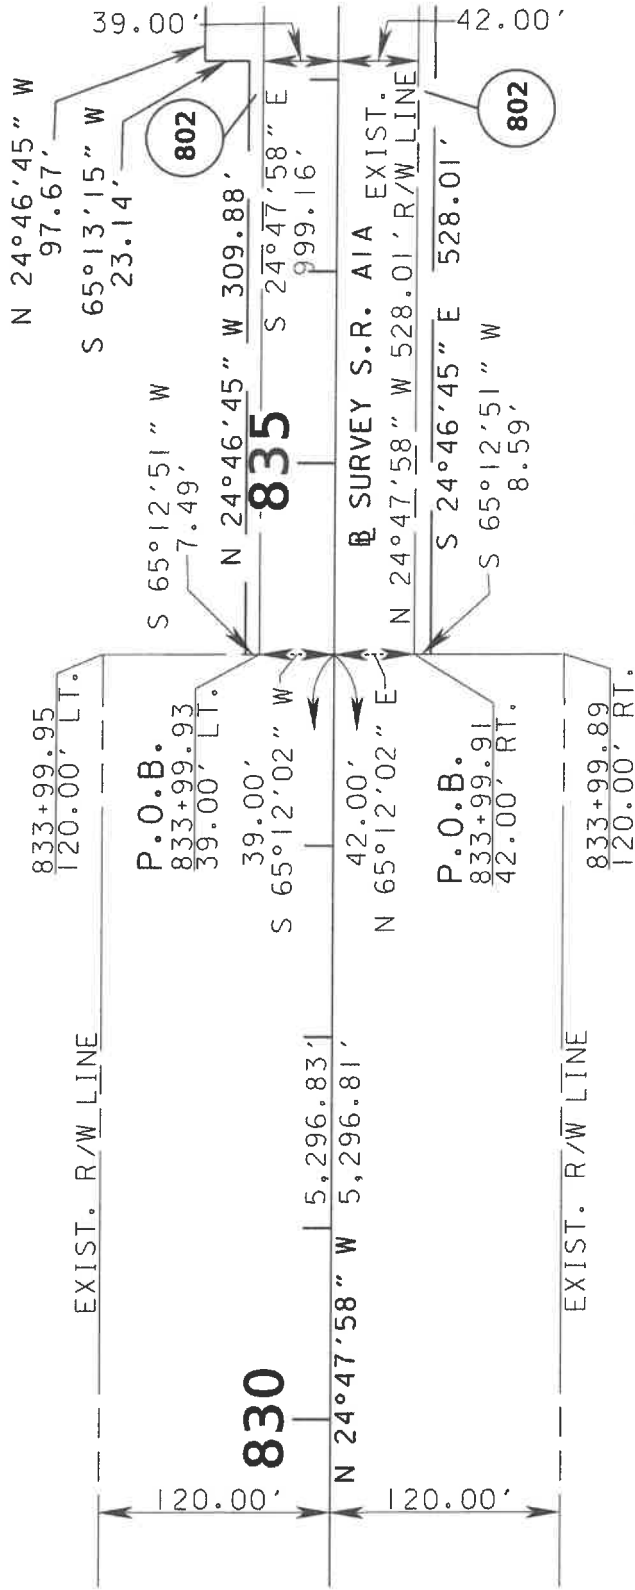 39.00'
42.00'
N 24°46'45" W
97.67'
S 65°13'15" W
23.14'
802
S 24°47'58" E
999.16'
EXIST.
R/W LINE
802
S 65°12'51" W
7.49'
N 24°46'45" W 309.88'
835
BL SURVEY S.R. A1A
N 24°47'58" W 528.01'
S 24°46'45" E 528.01'
S 65°12'51" W
8.59'
833+99.95
120.00' LT.
P.O.B.
833+99.93
39.00' LT.
39.00'
S 65°12'02" W
42.00'
N 65°12'02" E
P.O.B.
833+99.91
42.00' RT.
833+99.89
120.00' RT.
EXIST. R/W LINE
5,296.83'
5,296.81'
EXIST. R/W LINE
830
N 24°47'58" W
120.00'
120.00'